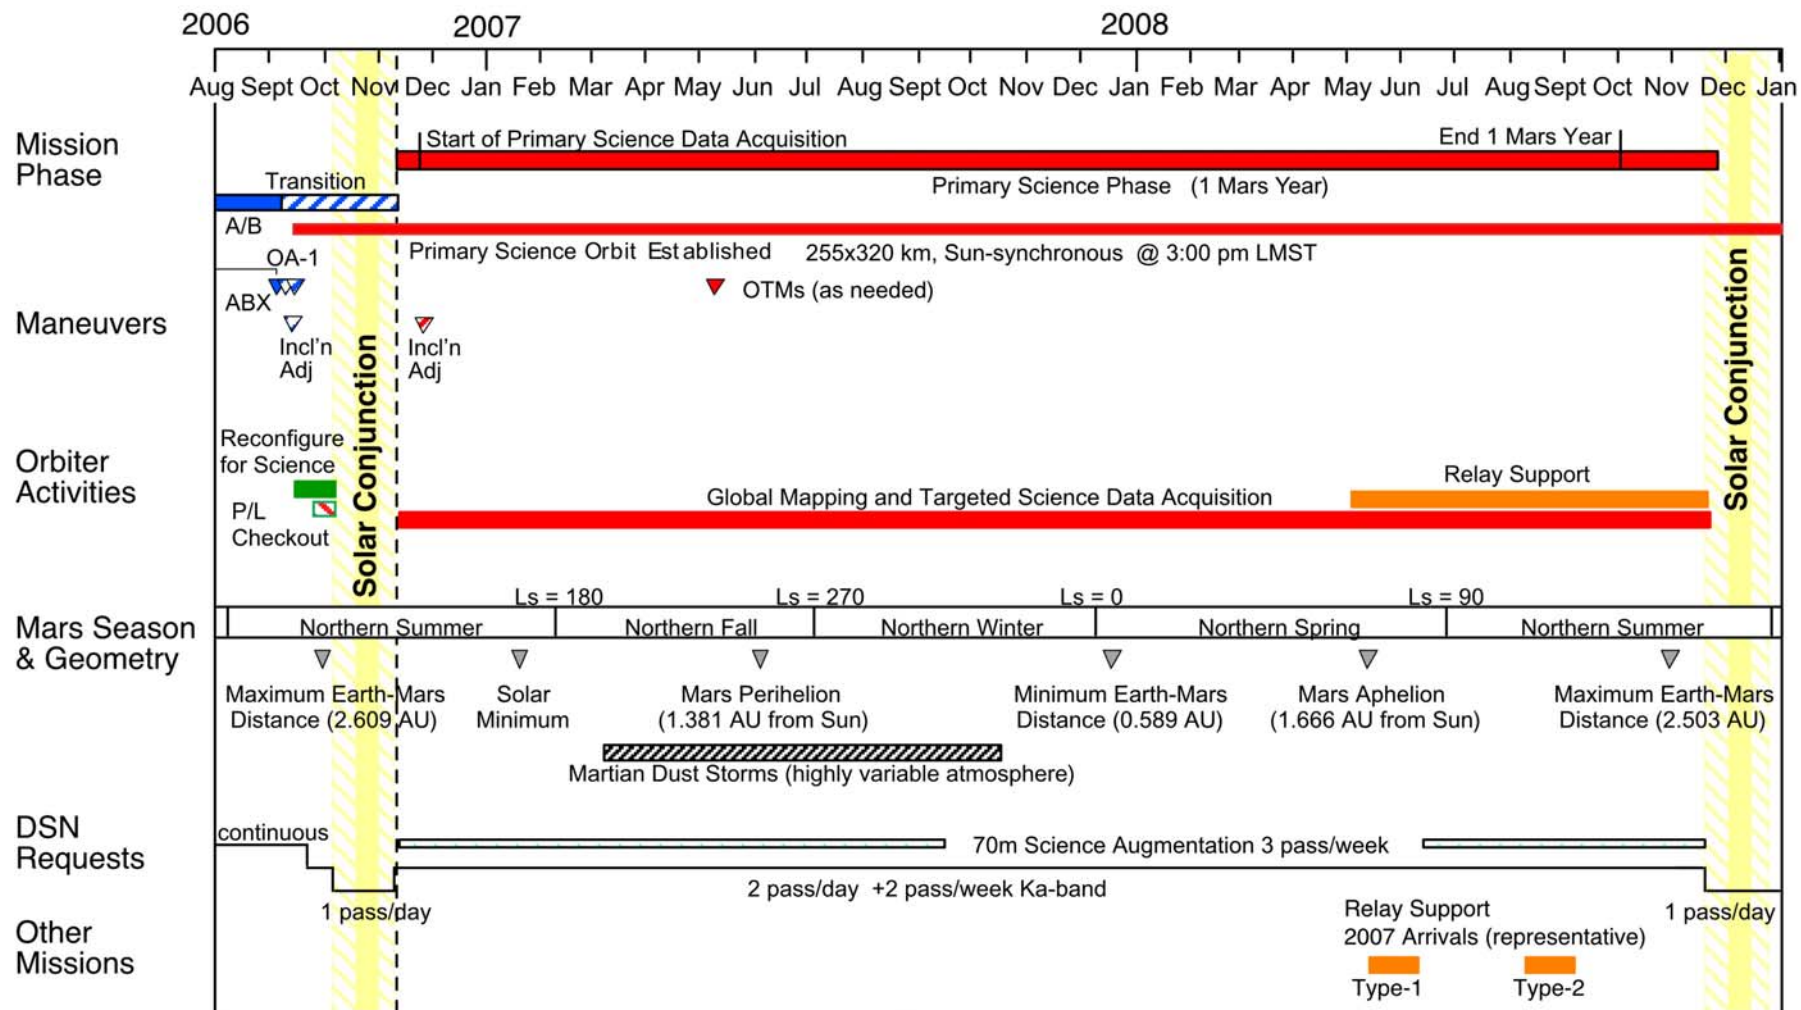 2006 2007 2008
Aug Sept Oct Nov Dec Jan Feb Mar Apr May Jun Jul Aug Sept Oct Nov Dec Jan Feb Mar Apr May Jun Jul Aug Sept Oct Nov Dec Jan
Mission
Phase
Start of Primary Science Data Acquisition
End 1 Mars Year
Primary Science Phase (1 Mars Year)
Transition
A/B
Primary Science Orbit Established 255x320 km, Sun-synchronous @ 3:00 pm LMST
Maneuvers
OA-1
ABX
OTMs (as needed)
Incl'n
Adj
Incl'n
Adj
Solar Conjunction
Solar Conjunction
Orbiter
Activities
Reconfigure
for Science
P/L
Checkout
Global Mapping and Targeted Science Data Acquisition
Relay Support
Mars Season
& Geometry
Ls = 180 Ls = 270 Ls = 0 Ls = 90
Northern Summer Northern Fall Northern Winter Northern Spring Northern Summer
Maximum Earth-Mars
Distance (2.609 AU)
Solar
Minimum
Mars Perihelion
(1.381 AU from Sun)
Minimum Earth-Mars
Distance (0.589 AU)
Mars Aphelion
(1.666 AU from Sun)
Maximum Earth-Mars
Distance (2.503 AU)
Martian Dust Storms (highly variable atmosphere)
DSN
Requests
continuous
70m Science Augmentation 3 pass/week
2 pass/day +2 pass/week Ka-band
1 pass/day
1 pass/day
Other
Missions
Relay Support
2007 Arrivals (representative)
Type-1
Type-2